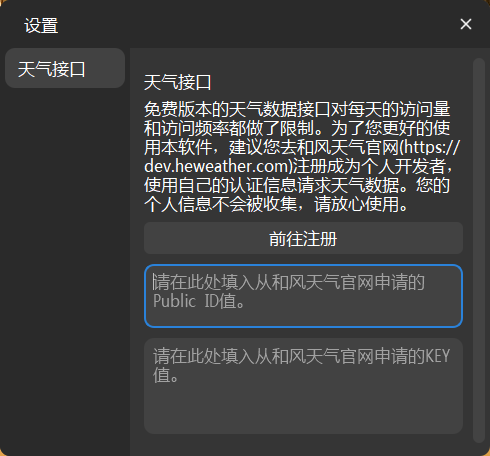 设置
天气接口
天气接口
免费版本的天气数据接口对每天的访问量
和访问频率都做了限制。为了您更好的使
用本软件，建议您去和风天气官网(https://
dev.heweather.com)注册成为个人开发者，
使用自己的认证信息请求天气数据。您的
个人信息不会被收集，请放心使用。
前往注册
请在此处填入从和风天气官网申请的
Public ID值。
请在此处填入从和风天气官网申请的KEY
值。